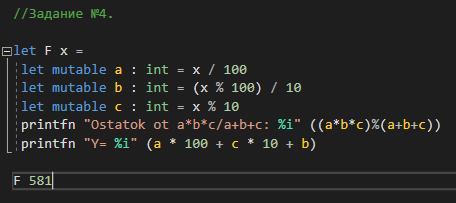 //Задание №4.
let F x =
let mutable a : int = x / 100
let mutable b : int = (x % 100) / 10
let mutable c : int = x % 10
printfn "Ostatok ot a*b*c/a+b+c: %i" ((a*b*c)%(a+b+c))
printfn "Y= %i" (a * 100 + c * 10 + b)
F 581